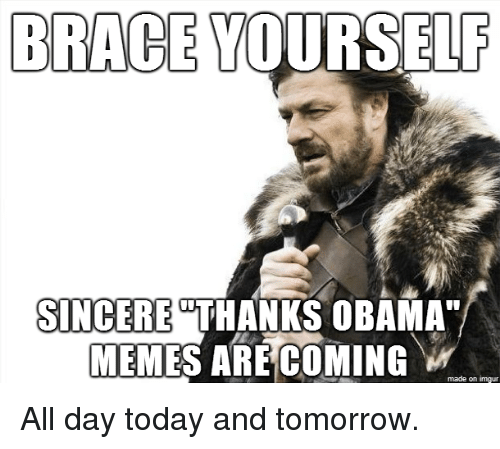 BRACE YOURSELF
SINCERE "THANKS OBAMA"
MEMES ARE COMING
made on imgur
All day today and tomorrow.